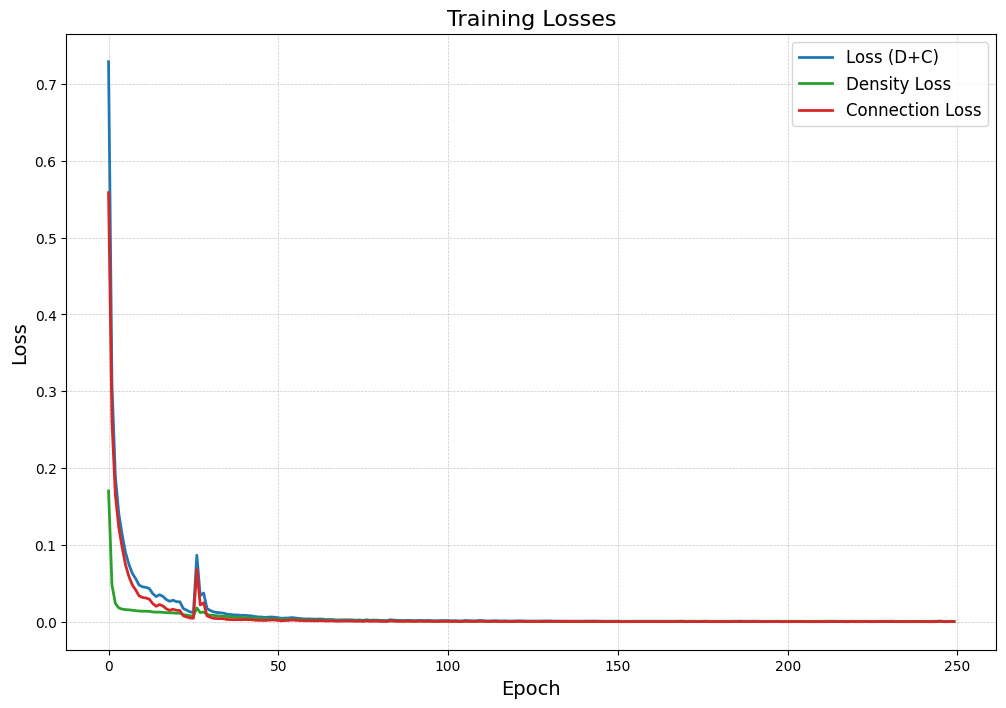 Training Losses
Loss (D+C)
Density Loss
Connection Loss
0.7
0.6
0.5
0.4
0.3
0.2
0.1
0.0
Loss
0 50 100 150 200 250
Epoch